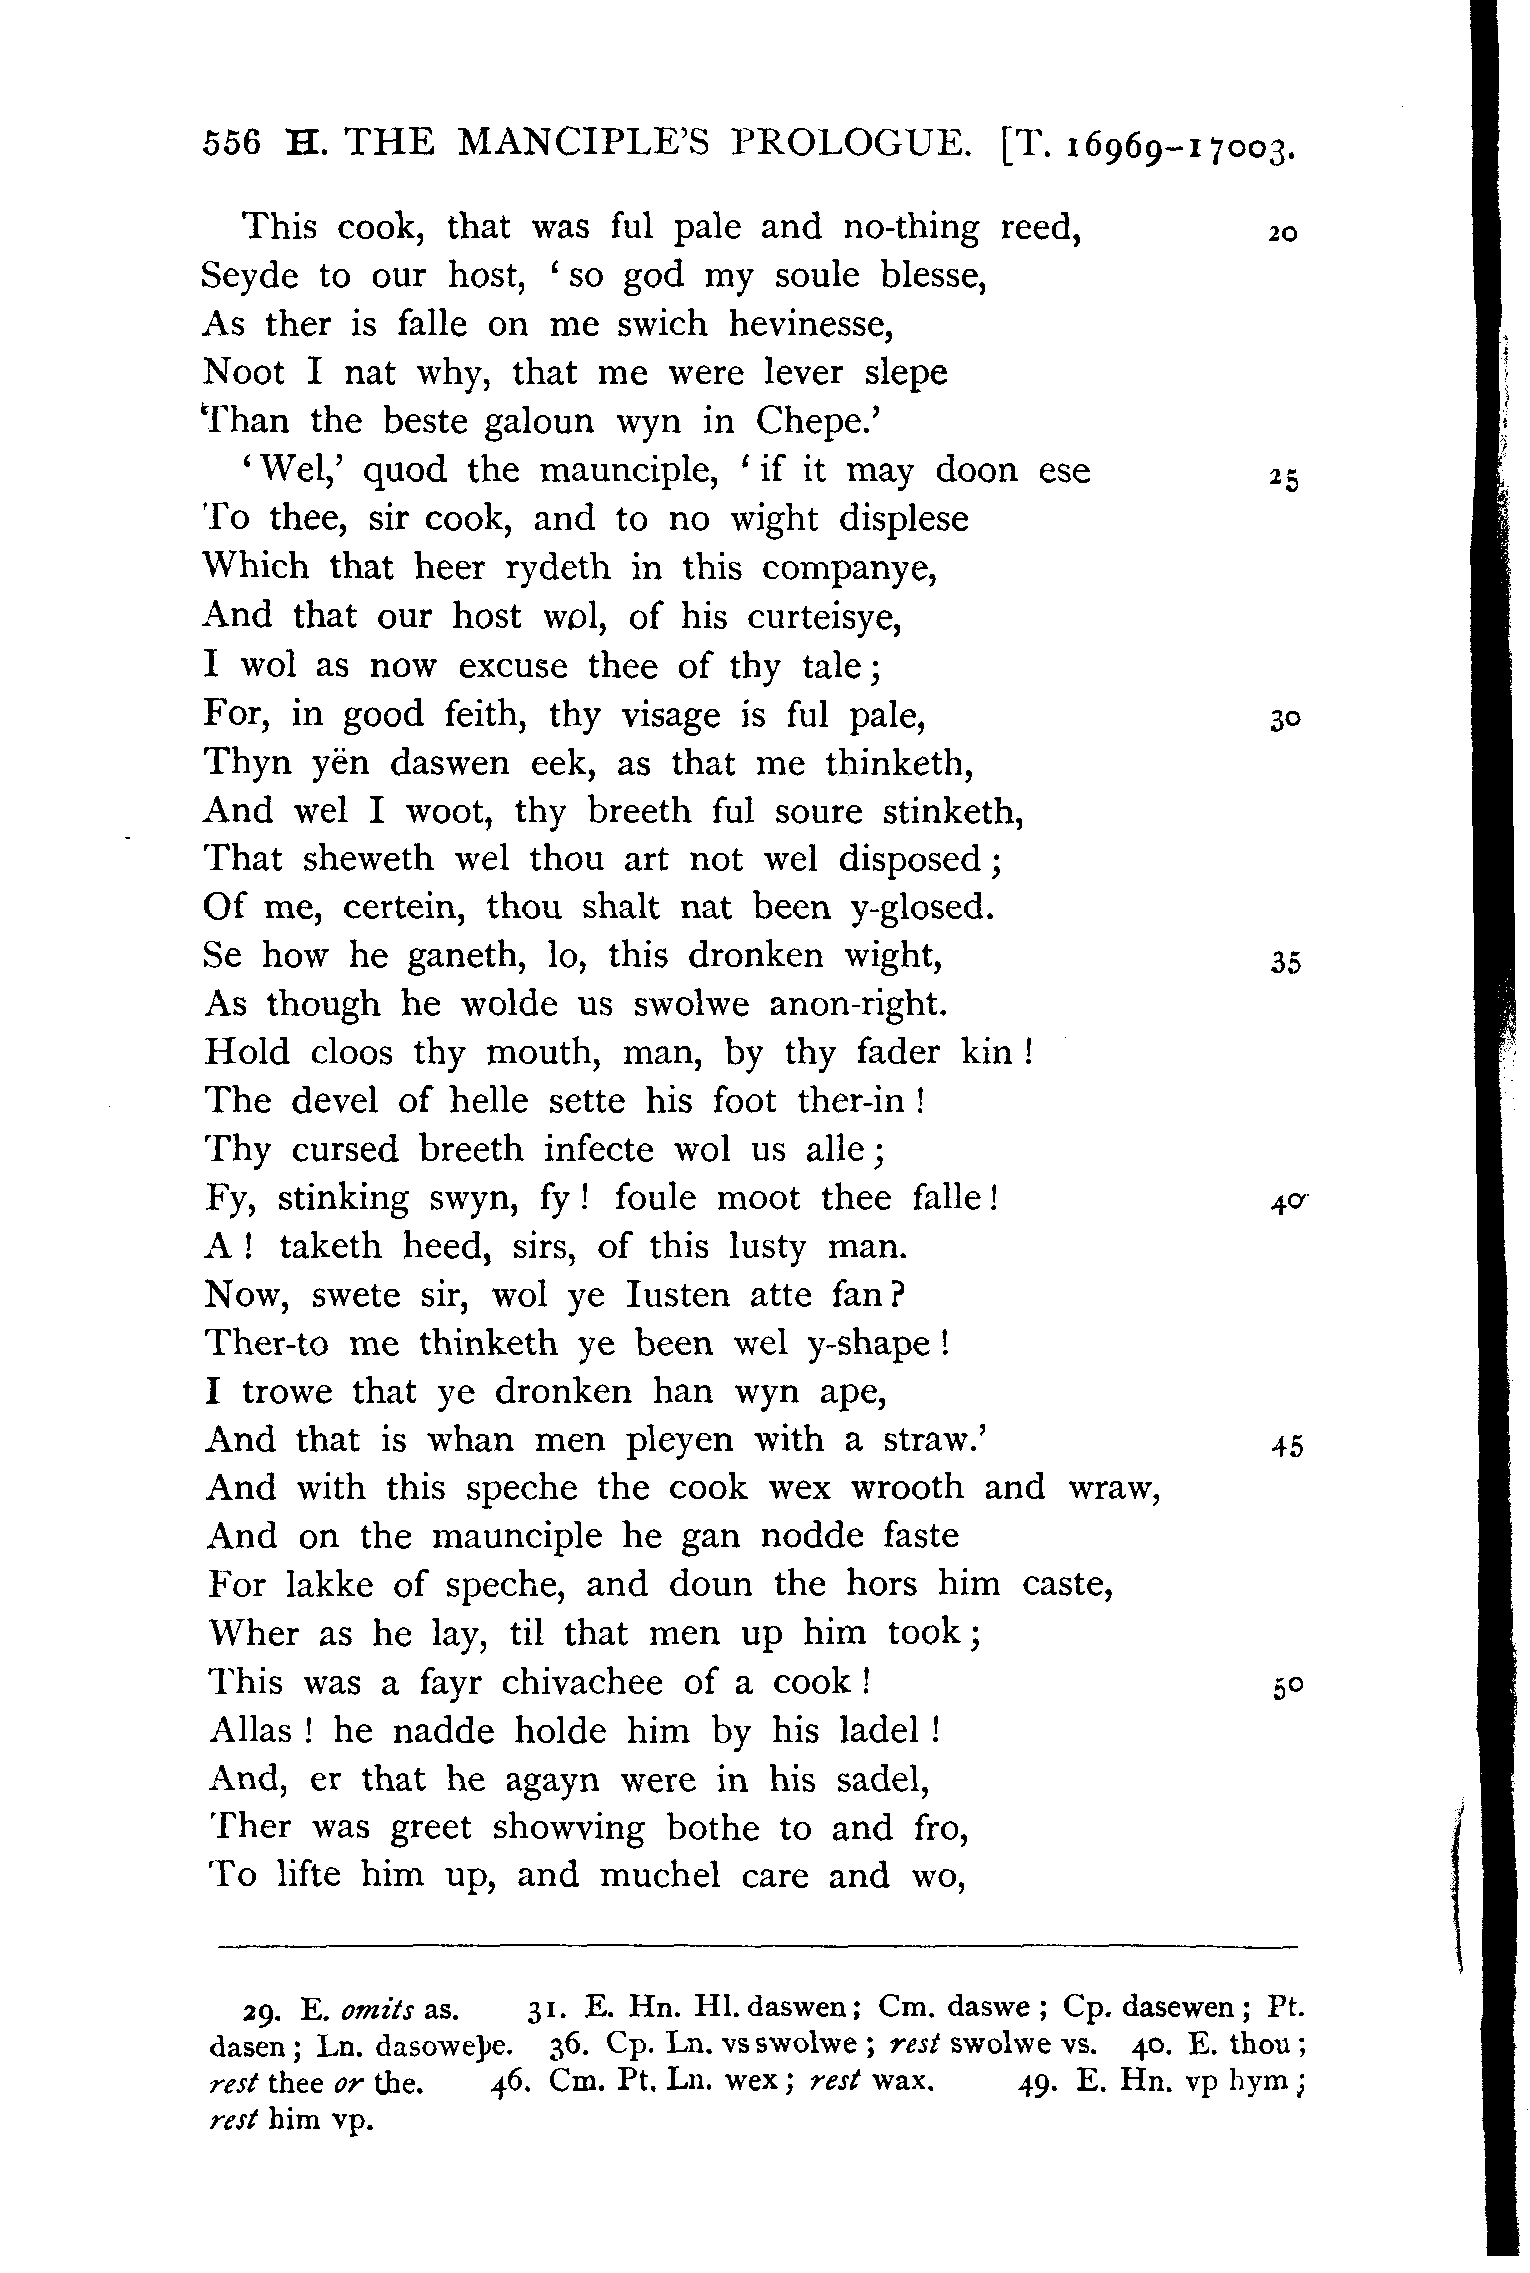 556 H. THE MANCIPLE'S PROLOGUE. [T. 16969-17003.
This cook, that was ful pale and no-thing reed, 20
Seyde to our host, ‘so god my soule blesse,
As ther is falle on me swich hevinesse,
Noot I nat why, that me were lever slepe
Than the beste galoun wyn in Chepe.’
‘Wel,’ quod the maunciple, ‘if it may doon ese 25
To thee, sir cook, and to no wight displese
Which that heer rydeth in this companye,
And that our host wol, of his curteisye,
I wol as now excuse thee of thy tale;
For, in good feith, thy visage is ful pale, 30
Thyn yën daswen eek, as that me thinketh,
And wel I woot, thy breeth ful soure stinketh,
That sheweth wel thou art not wel disposed;
Of me, certein, thou shalt nat been y-glosed.
Se how he ganeth, lo, this dronken wight, 35
As though he wolde us swolwe anon-right.
Hold cloos thy mouth, man, by thy fader kin!
The devel of helle sette his foot ther-in!
Thy cursed breeth infecte wol us alle;
Fy, stinking swyn, fy! foule moot thee falle! 40
A! taketh heed, sirs, of this lusty man.
Now, swete sir, wol ye Iusten atte fan?
Ther-to me thinketh ye been wel y-shape!
I trowe that ye dronken han wyn ape,
And that is whan men pleyen with a straw.’ 45
And with this speche the cook wex wrooth and wraw,
And on the maunciple he gan nodde faste
For lakke of speche, and doun the hors him caste,
Wher as he lay, til that men up him took;
This was a fayr chivachee of a cook! 50
Allas! he nadde holde him by his ladel!
And, er that he agayn were in his sadel,
Ther was greet showving bothe to and fro,
To lifte him up, and muchel care and wo,
29. E. omits as. 31. E. Hn. Hl. daswen; Cm. daswe; Cp. dasewen; Pt.
dasen; Ln. dasoweþe. 36. Cp. Ln. vs swolwe; rest swolwe vs. 40. E. thou;
rest thee or the. 46. Cm. Pt. Ln. wex; rest wax. 49. E. Hn. vp hym;
rest him vp.